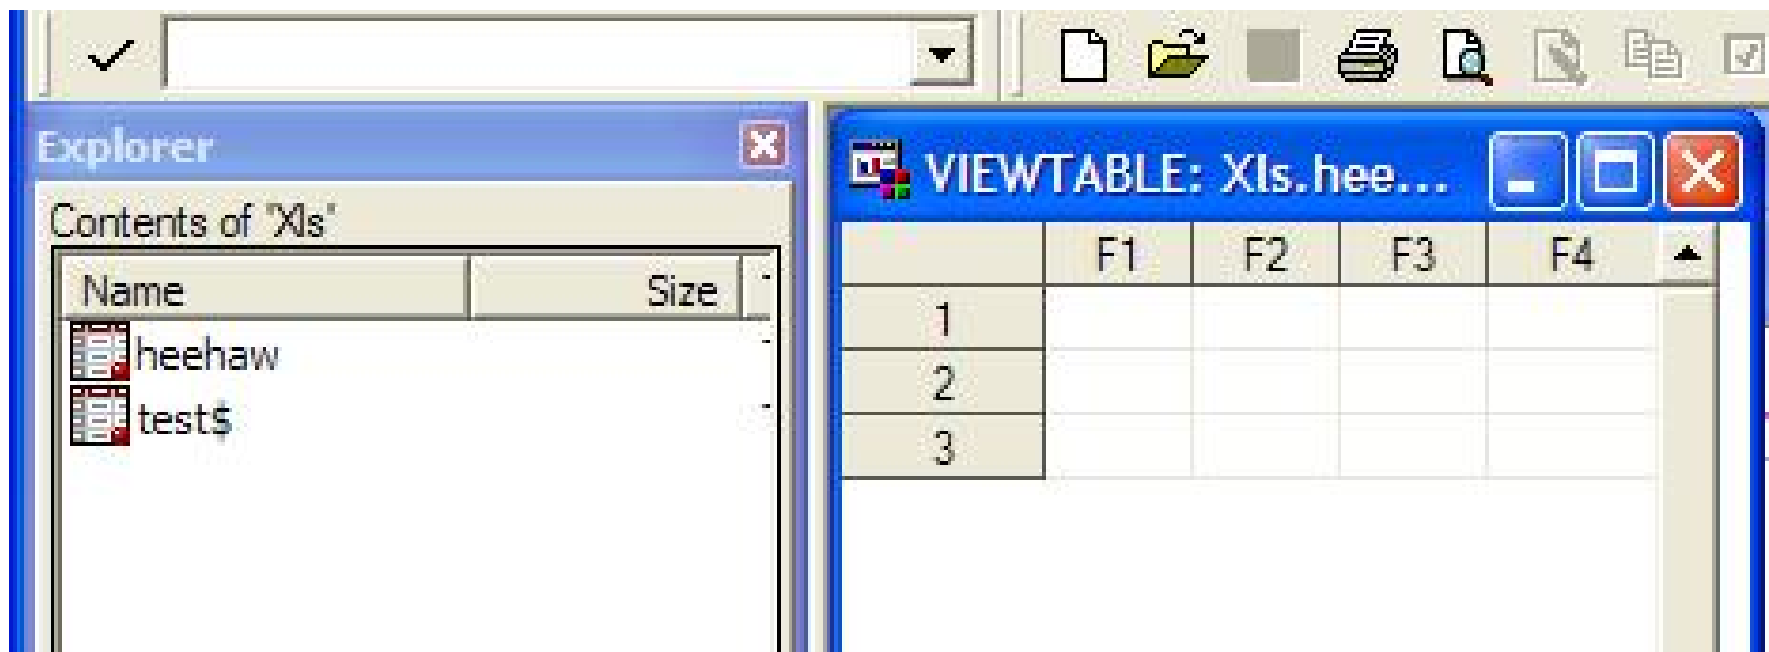 Explorer
Contents of 'Xls'
Name Size
heehaw
test$
VIEWTABLE: Xls.hee...
F1 F2 F3 F4
1
2
3